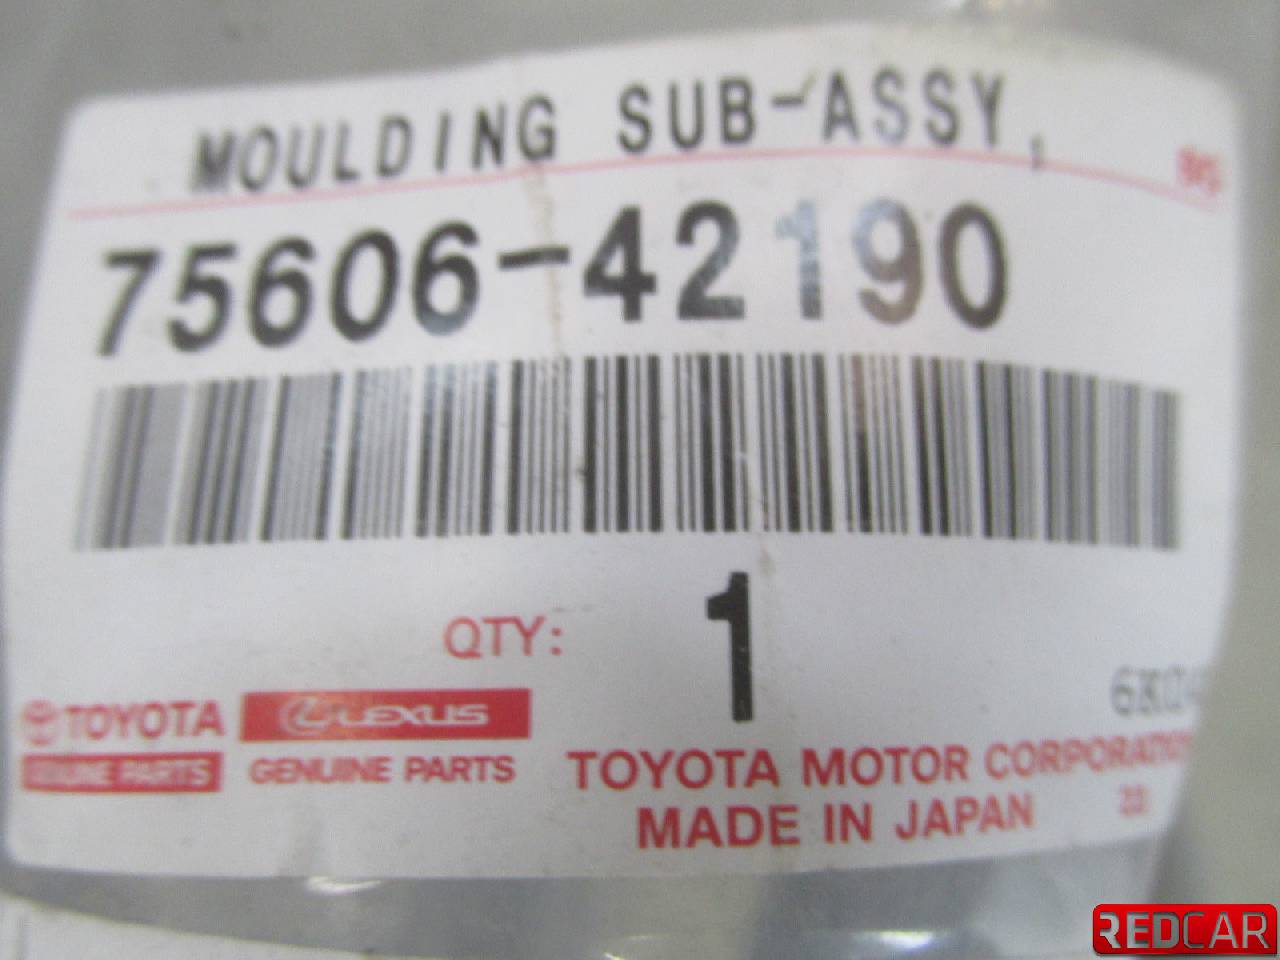 MOULDING SUB-ASSY,
75606-42190
QTY: 1
TOYOTA LEXUS
GENUINE PARTS GENUINE PARTS
TOYOTA MOTOR CORPORATION
MADE IN JAPAN
REDCAR